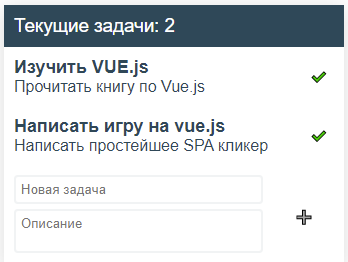 Текущие задачи: 2
Изучить VUE.js
Прочитать книгу по Vue.js
Написать игру на vue.js
Написать простейшее SPA кликер
Новая задача
Описание